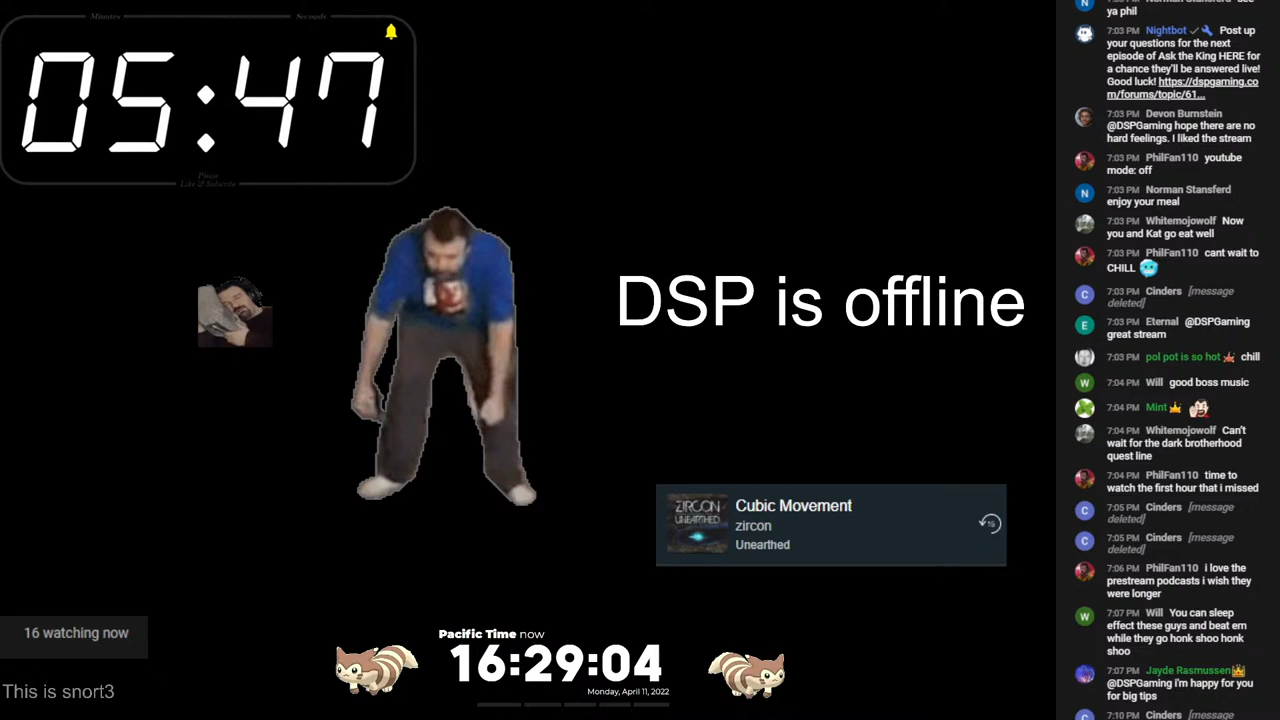 Minutes
Seconds
05:47
Please
Like & Subscribe
DSP is offline
ZIRCON
UNEARTHED
Cubic Movement
zircon
Unearthed
15
16 watching now
This is snort3
Pacific Time now
16:29:04
Monday, April 11, 2022
ya phil
7:03 PM Nightbot Post up
your questions for the next
episode of Ask the King HERE for
a chance they'll be answered live!
Good luck! https://dspgaming.co
m/forums/topic/61...
7:03 PM Devon Burnstein
@DSPGaming hope there are no
hard feelings. I liked the stream
7:03 PM PhilFan110 youtube
mode: off
7:03 PM Norman Stansferd
enjoy your meal
7:03 PM Whitemojowolf Now
you and Kat go eat well
7:03 PM PhilFan110 cant wait to
CHILL
7:03 PM Cinders [message
deleted]
7:03 PM Eternal @DSPGaming
great stream
7:03 PM pol pot is so hot chill
7:04 PM Will good boss music
7:04 PM Mint
7:04 PM Whitemojowolf Can't
wait for the dark brotherhood
quest line
7:04 PM PhilFan110 time to
watch the first hour that i missed
7:05 PM Cinders [message
deleted]
7:05 PM Cinders [message
deleted]
7:06 PM PhilFan110 i love the
prestream podcasts i wish they
were longer
7:07 PM Will You can sleep
effect these guys and beat em
while they go honk shoo honk
shoo
7:07 PM Jayde Rasmussen
@DSPGaming i'm happy for you
for big tips
7:10 PM Cinders [message